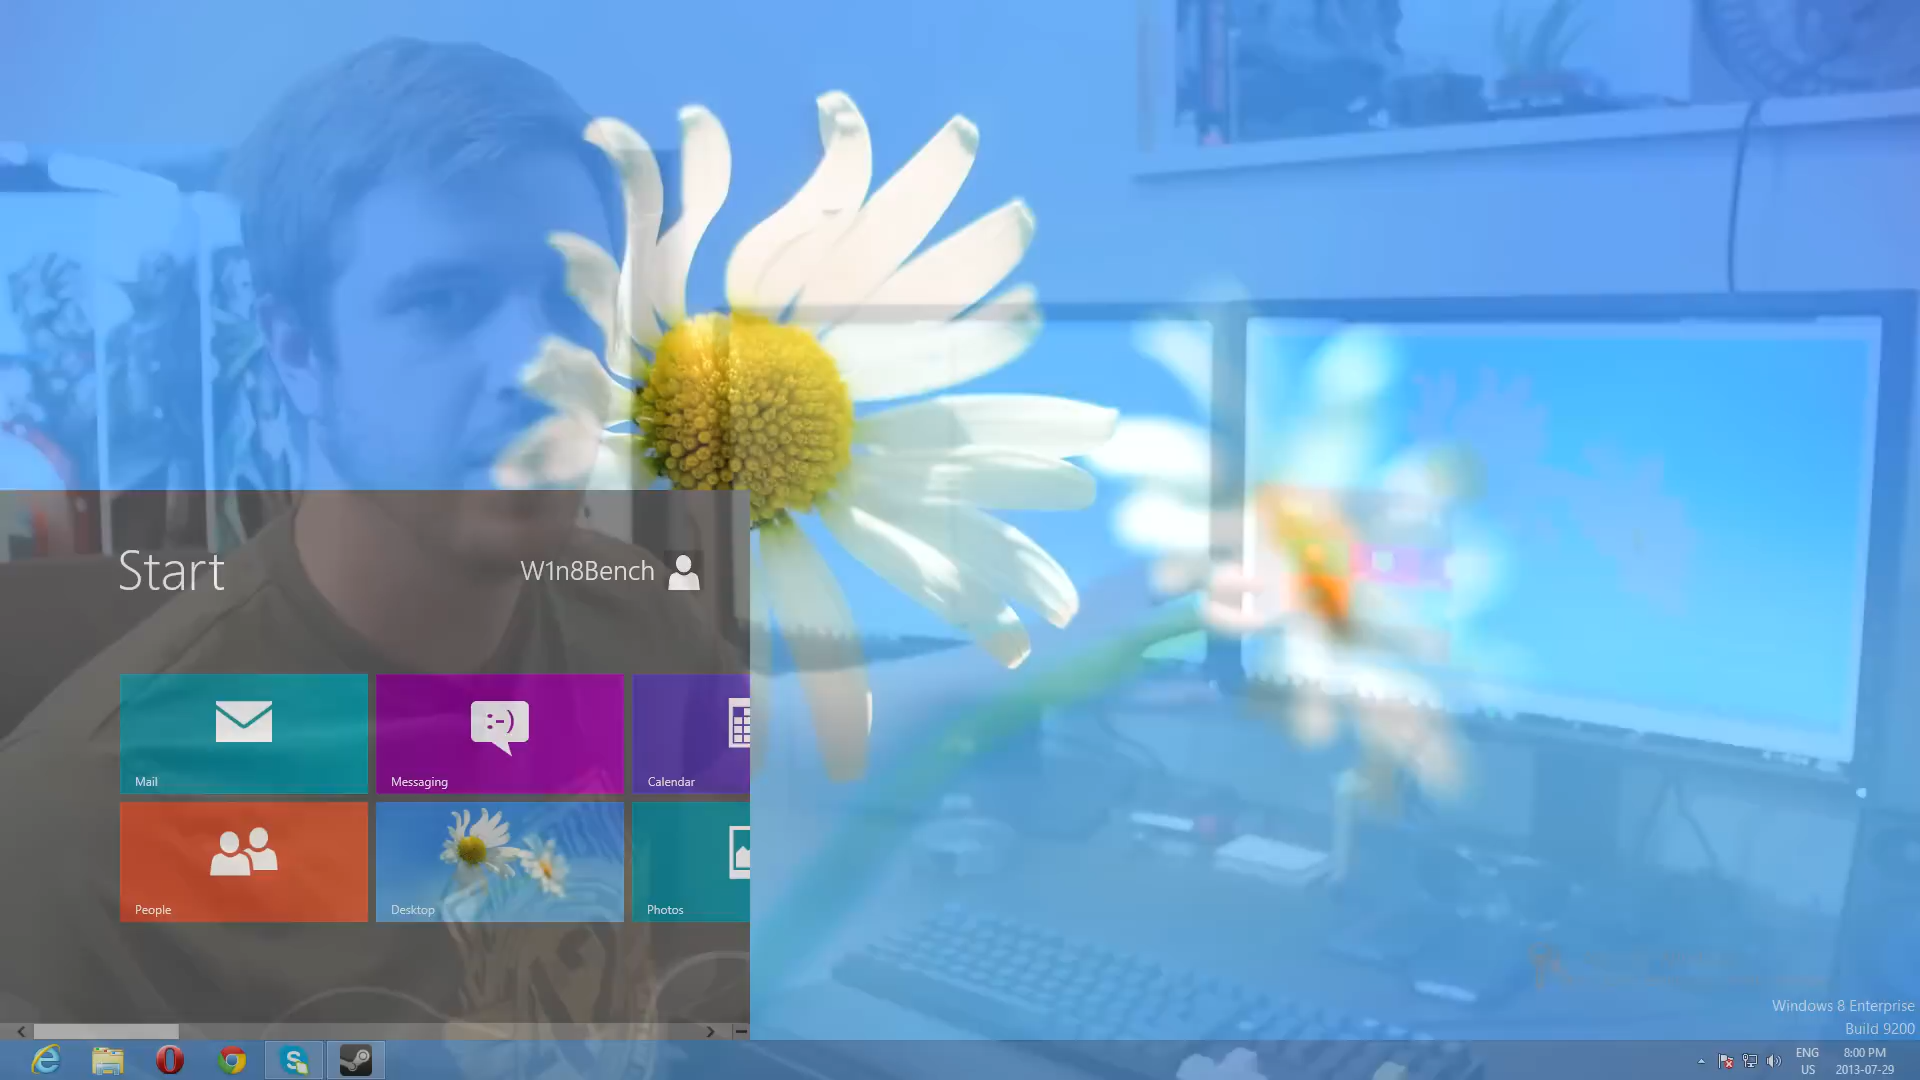 Start
W1n8Bench
:-)
Mail
Messaging
Calendar
People
Desktop
Photos
Windows 8 Enterprise
Build 9200
ENG
US
8:00 PM
2013-07-29